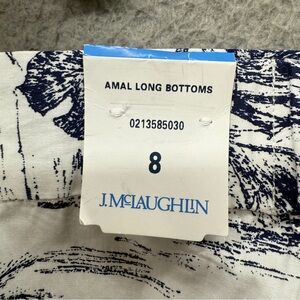 AMAL LONG BOTTOMS
0213585030
8
J.McLAUGHLIN